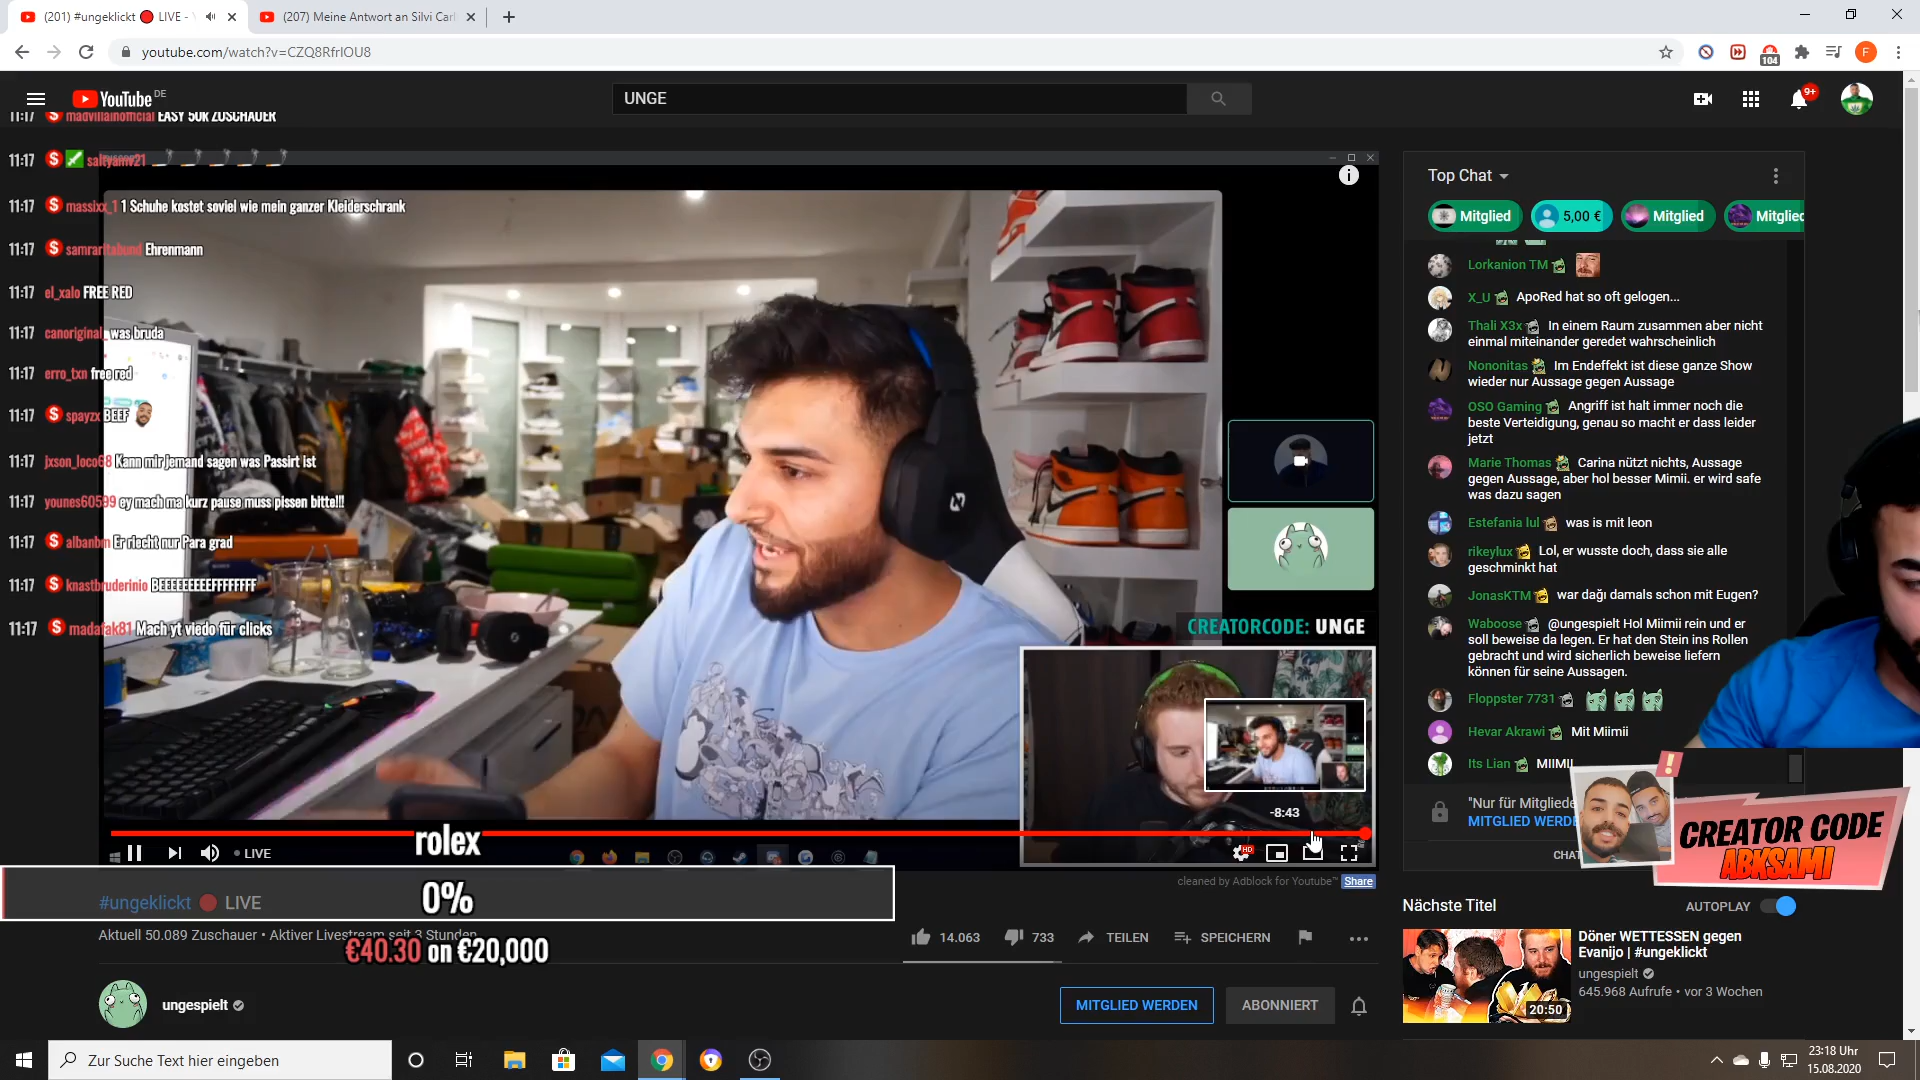 (201) #ungeklickt 🔴 LIVE -
(207) Meine Antwort an Silvi Carl
youtube.com/watch?v=CZQ8RfrIOU8
104
F
YouTube DE
UNGE
9+
11:17 madvillainofficial EASY 50K ZUSCHAUER
11:17 saltyamv21
11:17 massixx_1 1 Schuhe kostet soviel wie mein ganzer Kleiderschrank
11:17 samraritabund Ehrenmann
11:17 el_xalo FREE RED
11:17 canoriginal_ was bruda
11:17 erro_txn free red
11:17 spayzx BEEF
11:17 jxson_loco68 Kann mir jemand sagen was Passirt ist
11:17 younes60599 ey mach ma kurz pause muss pissen bitte!!!
11:17 albanbm Er riecht nur Para grad
11:17 knastbruderinio BEEEEEEEEEFFFFFFFF
11:17 madafak81 Mach yt viedo für clicks
CREATORCODE: UNGE
-8:43
LIVE
HD
rolex
0%
€40.30 on €20,000
cleaned by Adblock for Youtube™ Share
#ungeklickt 🔴 LIVE
Aktuell 50.089 Zuschauer • Aktiver Livestream seit 3 Stunden
14.063
733
TEILEN
SPEICHERN
ungespielt
MITGLIED WERDEN
ABONNIERT
Top Chat
Mitglied
5,00 €
Mitglied
Mitglied
Lorkanion TM
X_U ApoRed hat so oft gelogen...
Thali X3x In einem Raum zusammen aber nicht
einmal miteinander geredet wahrscheinlich
Nononitas Im Endeffekt ist diese ganze Show
wieder nur Aussage gegen Aussage
OSO Gaming Angriff ist halt immer noch die
beste Verteidigung, genau so macht er dass leider
jetzt
Marie Thomas Carina nützt nichts, Aussage
gegen Aussage, aber hol besser Mimii. er wird safe
was dazu sagen
Estefania lul was is mit leon
rikeylux Lol, er wusste doch, dass sie alle
geschminkt hat
JonasKTM war dağı damals schon mit Eugen?
Waboose @ungespielt Hol Miimii rein und er
soll beweise da legen. Er hat den Stein ins Rollen
gebracht und wird sicherlich beweise liefern
können für seine Aussagen.
Floppster 7731
Hevar Akrawi Mit Miimii
Its Lian MIIMII
"Nur für Mitglieder
MITGLIED WERDE
CHAT
!
CREATOR CODE
ABKSAMI
Nächste Titel
AUTOPLAY
Döner WETTESSEN gegen
Evanijo | #ungeklickt
ungespielt
645.968 Aufrufe • vor 3 Wochen
20:50
Zur Suche Text hier eingeben
23:18 Uhr
15.08.2020